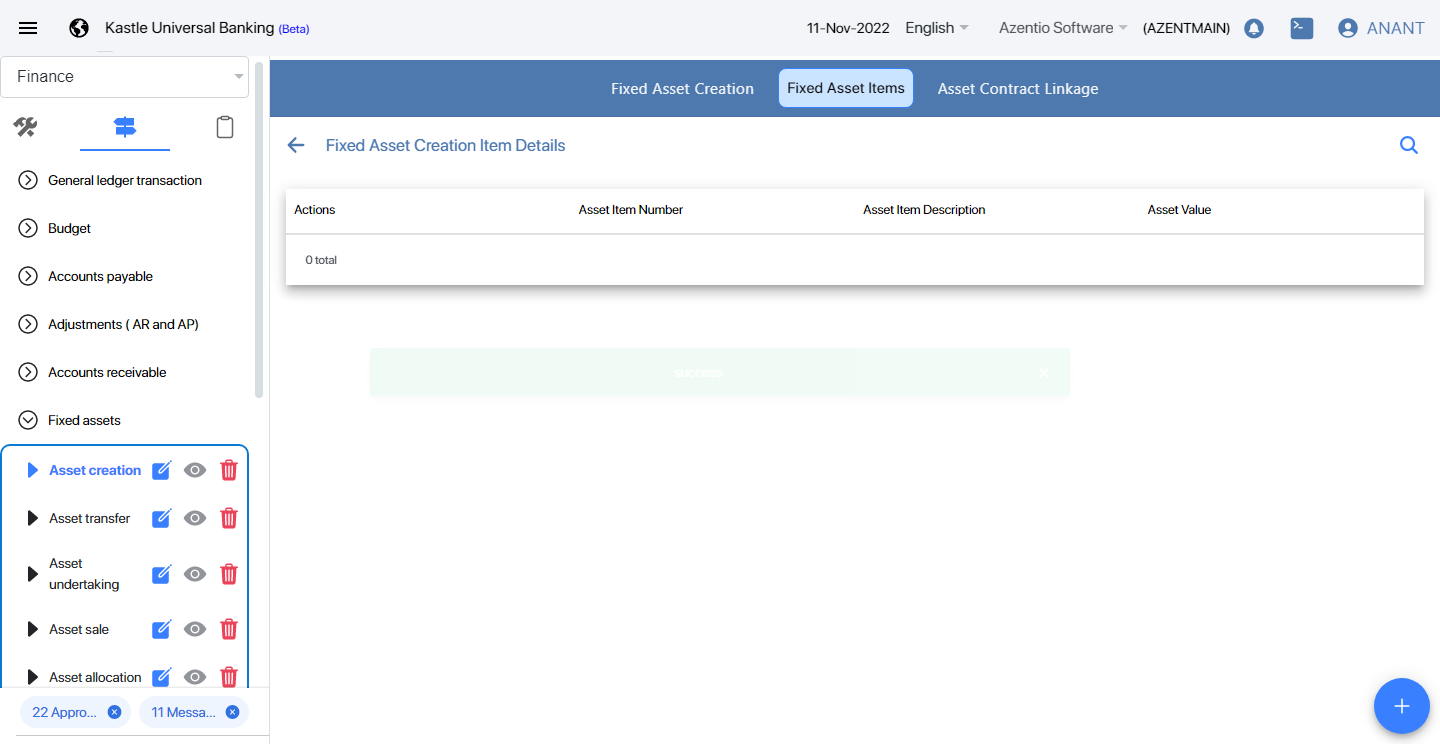 Kastle Universal Banking (Beta)
11-Nov-2022
English
Azentio Software
(AZENTMAIN)
ANANT
Finance
General ledger transaction
Budget
Accounts payable
Adjustments ( AR and AP)
Accounts receivable
Fixed assets
Asset creation
Asset transfer
Asset
undertaking
Asset sale
Asset allocation
22 Appro...
11 Messa...
Fixed Asset Creation
Fixed Asset Items
Asset Contract Linkage
Fixed Asset Creation Item Details
Actions
Asset Item Number
Asset Item Description
Asset Value
0 total
success